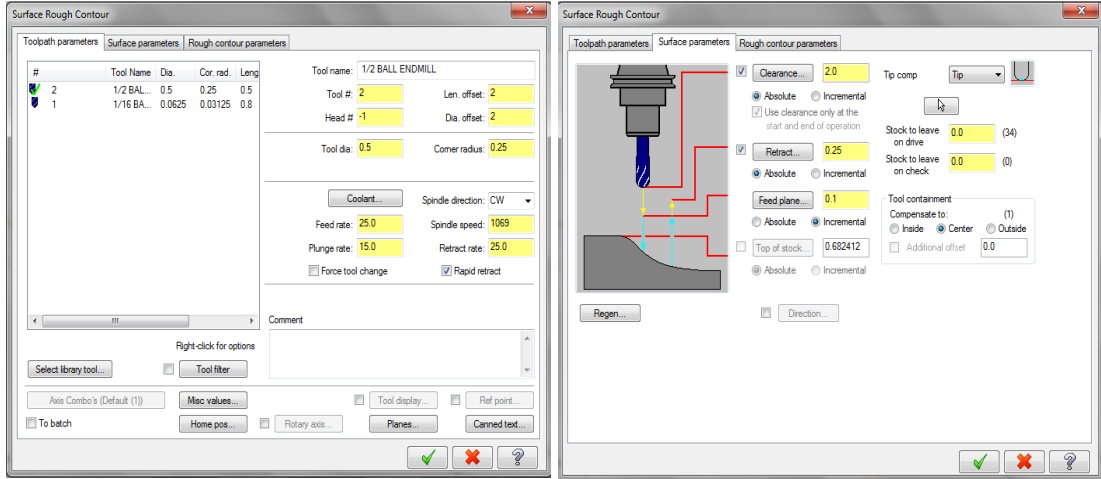 Surface Rough Contour
Toolpath parameters Surface parameters Rough contour parameters
# Tool Name Dia. Cor. rad. Leng
2 1/2 BAL... 0.5 0.25 0.5
1 1/16 BA... 0.0625 0.03125 0.8
Right-click for options
Select library tool... Tool filter
Tool name: 1/2 BALL ENDMILL
Tool #: 2 Len. offset: 2
Head # -1 Dia. offset: 2
Tool dia: 0.5 Corner radius: 0.25
Coolant... Spindle direction: CW
Feed rate: 25.0 Spindle speed: 1069
Plunge rate: 15.0 Retract rate: 25.0
Force tool change Rapid retract
Comment
Axis Combo's (Default (1)) Misc values... Tool display... Ref point...
To batch Home pos... Rotary axis... Planes... Canned text...
Surface Rough Contour
Toolpath parameters Surface parameters Rough contour parameters
Clearance... 2.0
Absolute Incremental
Use clearance only at the
start and end of operation
Retract... 0.25
Absolute Incremental
Feed plane... 0.1
Absolute Incremental
Top of stock... 0.682412
Absolute Incremental
Tip comp Tip
Stock to leave
on drive 0.0 (34)
Stock to leave
on check 0.0 (0)
Tool containment
Compensate to: (1)
Inside Center Outside
Additional offset 0.0
Regen... Direction...